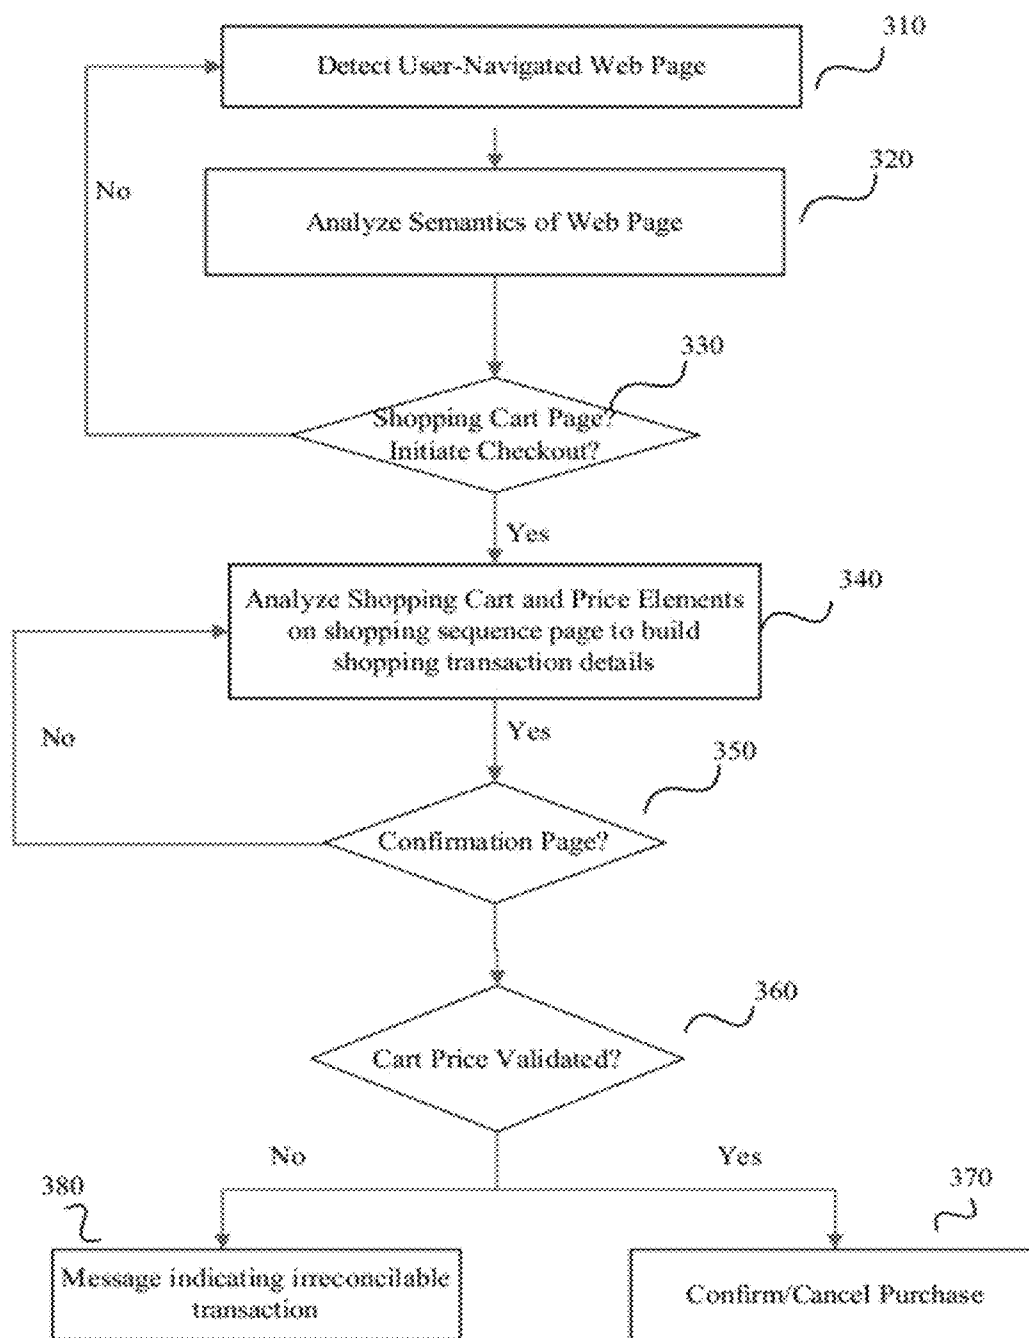 310
Detect User-Navigated Web Page
No
320
Analyze Semantics of Web Page
330
Shopping Cart Page?
Initiate Checkout?
Yes
340
Analyze Shopping Cart and Price Elements
on shopping sequence page to build
shopping transaction details
Yes
No
350
Confirmation Page?
360
Cart Price Validated?
No
Yes
380
370
Message indicating irreconcilable
transaction
Confirm/Cancel Purchase